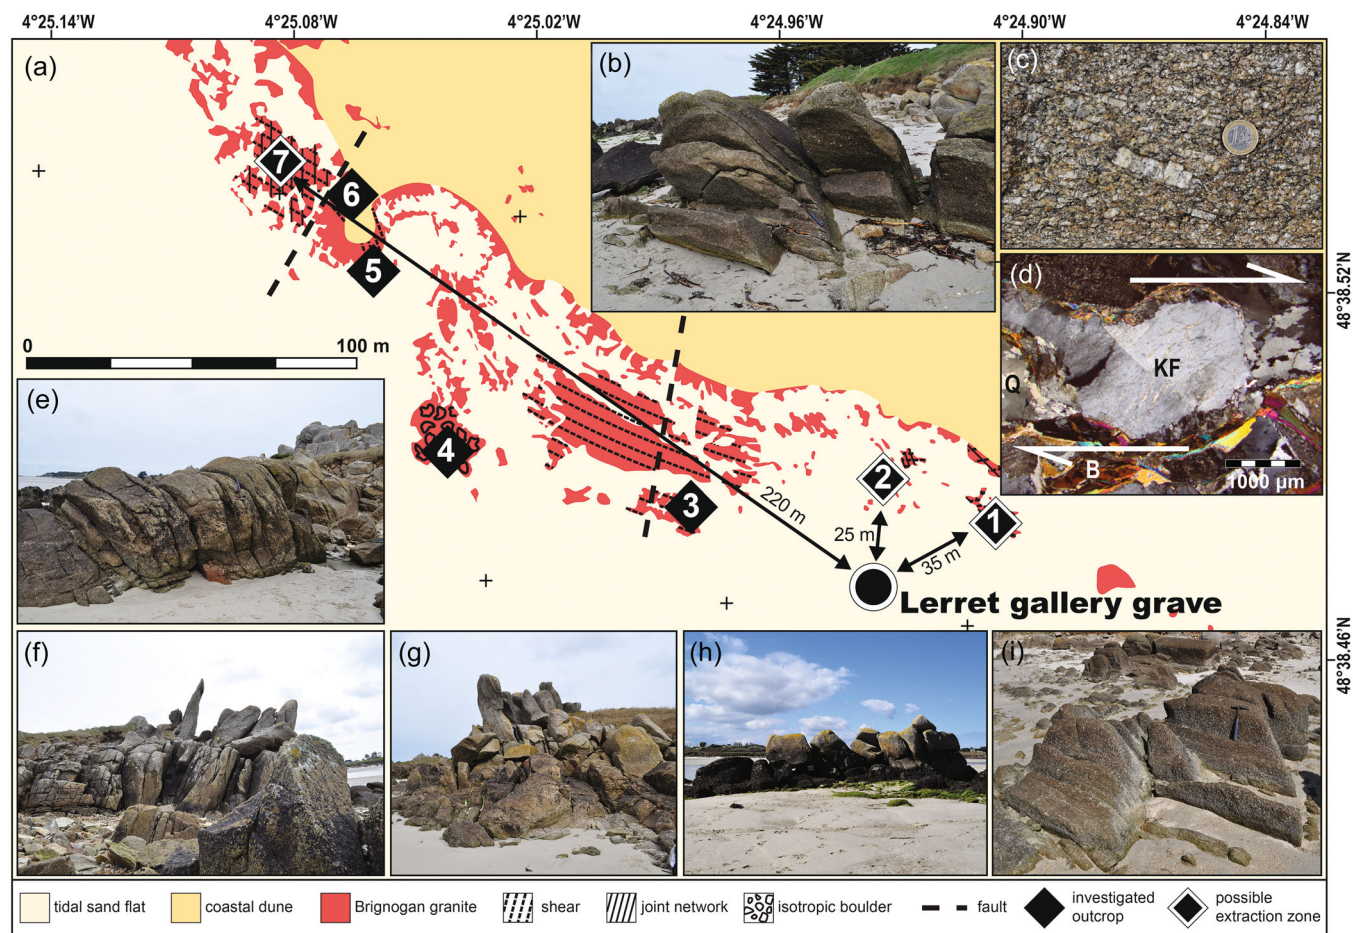 4°25.14'W 4°25.08'W 4°25.02'W 4°24.96'W 4°24.90'W 4°24.84'W
(a)
(b)
(c)
7
6
5
48°38.52'N
(d)
KF
Q
B
1000 µm
0 100 m
(e)
4
3
2
1
220 m
25 m
35 m
Lerret gallery grave
48°38.46'N
(f)
(g)
(h)
(i)
tidal sand flat
coastal dune
Brignogan granite
shear
joint network
isotropic boulder
fault
investigated
outcrop
possible
extraction zone